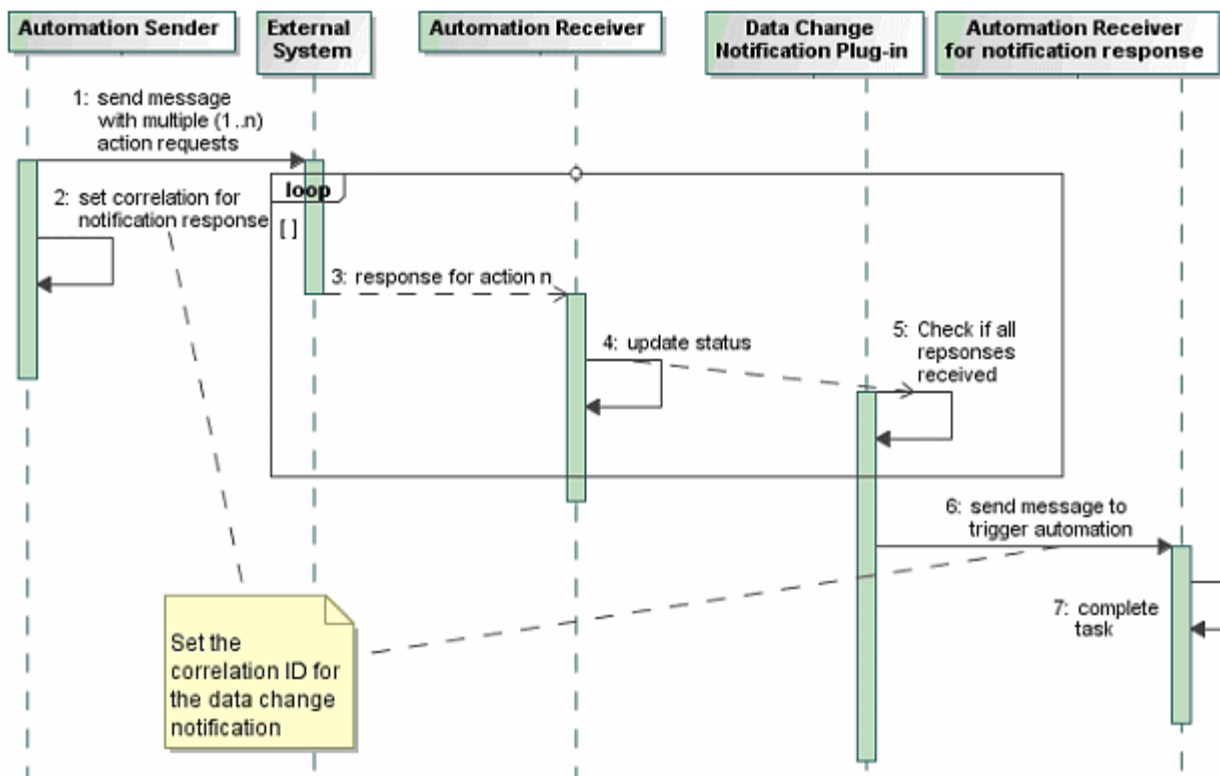 Automation Sender
External
System
Automation Receiver
Data Change
Notification Plug-in
Automation Receiver
for notification response
1: send message
with multiple (1..n)
action requests
2: set correlation for
notification response
loop
[ ]
3: response for action n
4: update status
5: Check if all
repsonses
received
6: send message to
trigger automation
7: complete
task
Set the
correlation ID for
the data change
notification